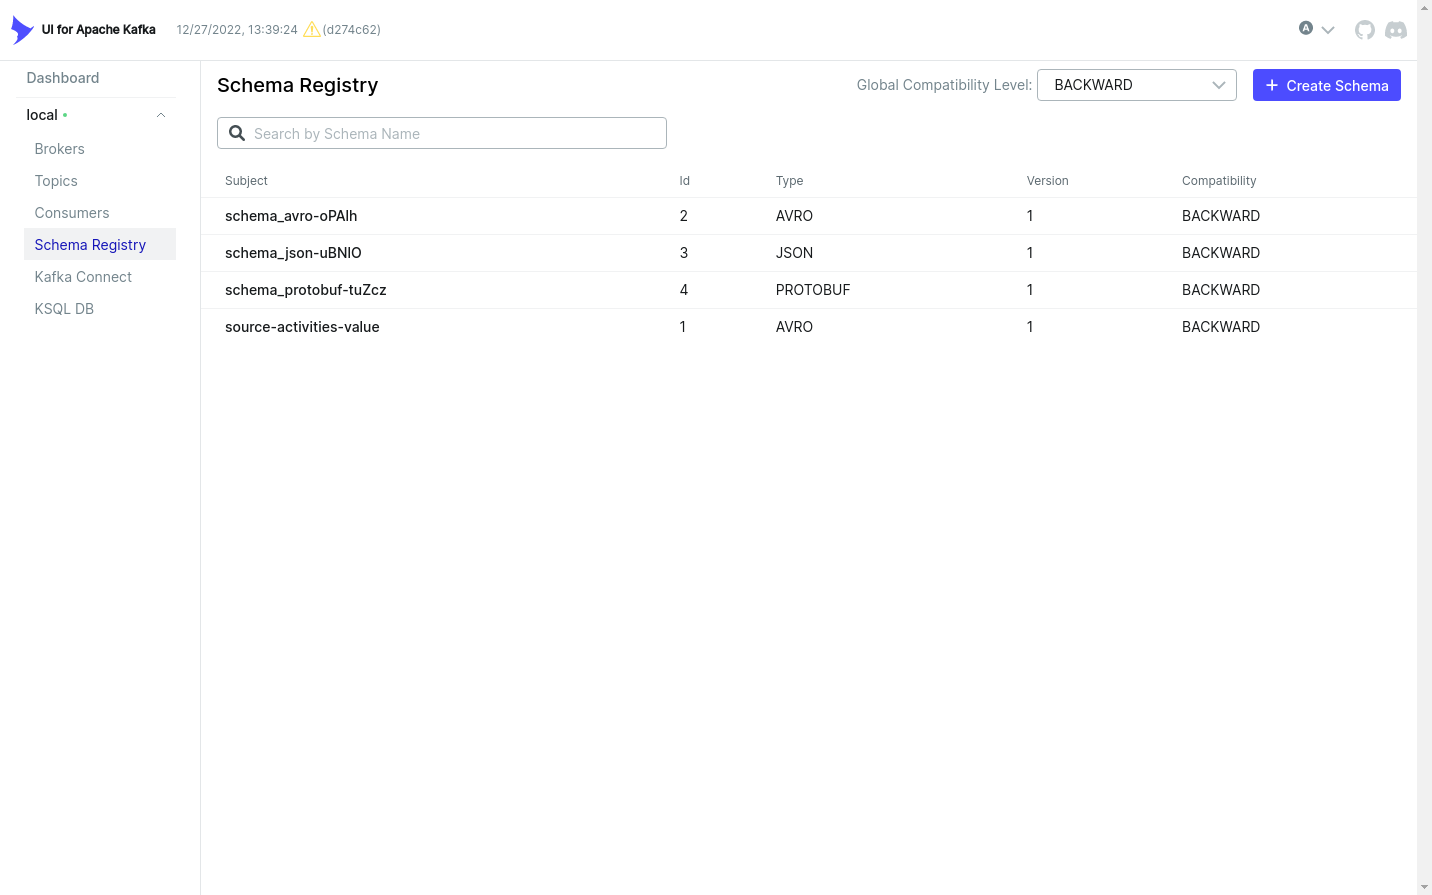 UI for Apache Kafka 12/27/2022, 13:39:24 (d274c62) A
Dashboard
local
Brokers
Topics
Consumers
Schema Registry
Kafka Connect
KSQL DB
Schema Registry Global Compatibility Level: BACKWARD Create Schema
Search by Schema Name
Subject Id Type Version Compatibility
schema_avro-oPAlh 2 AVRO 1 BACKWARD
schema_json-uBNIO 3 JSON 1 BACKWARD
schema_protobuf-tuZcz 4 PROTOBUF 1 BACKWARD
source-activities-value 1 AVRO 1 BACKWARD